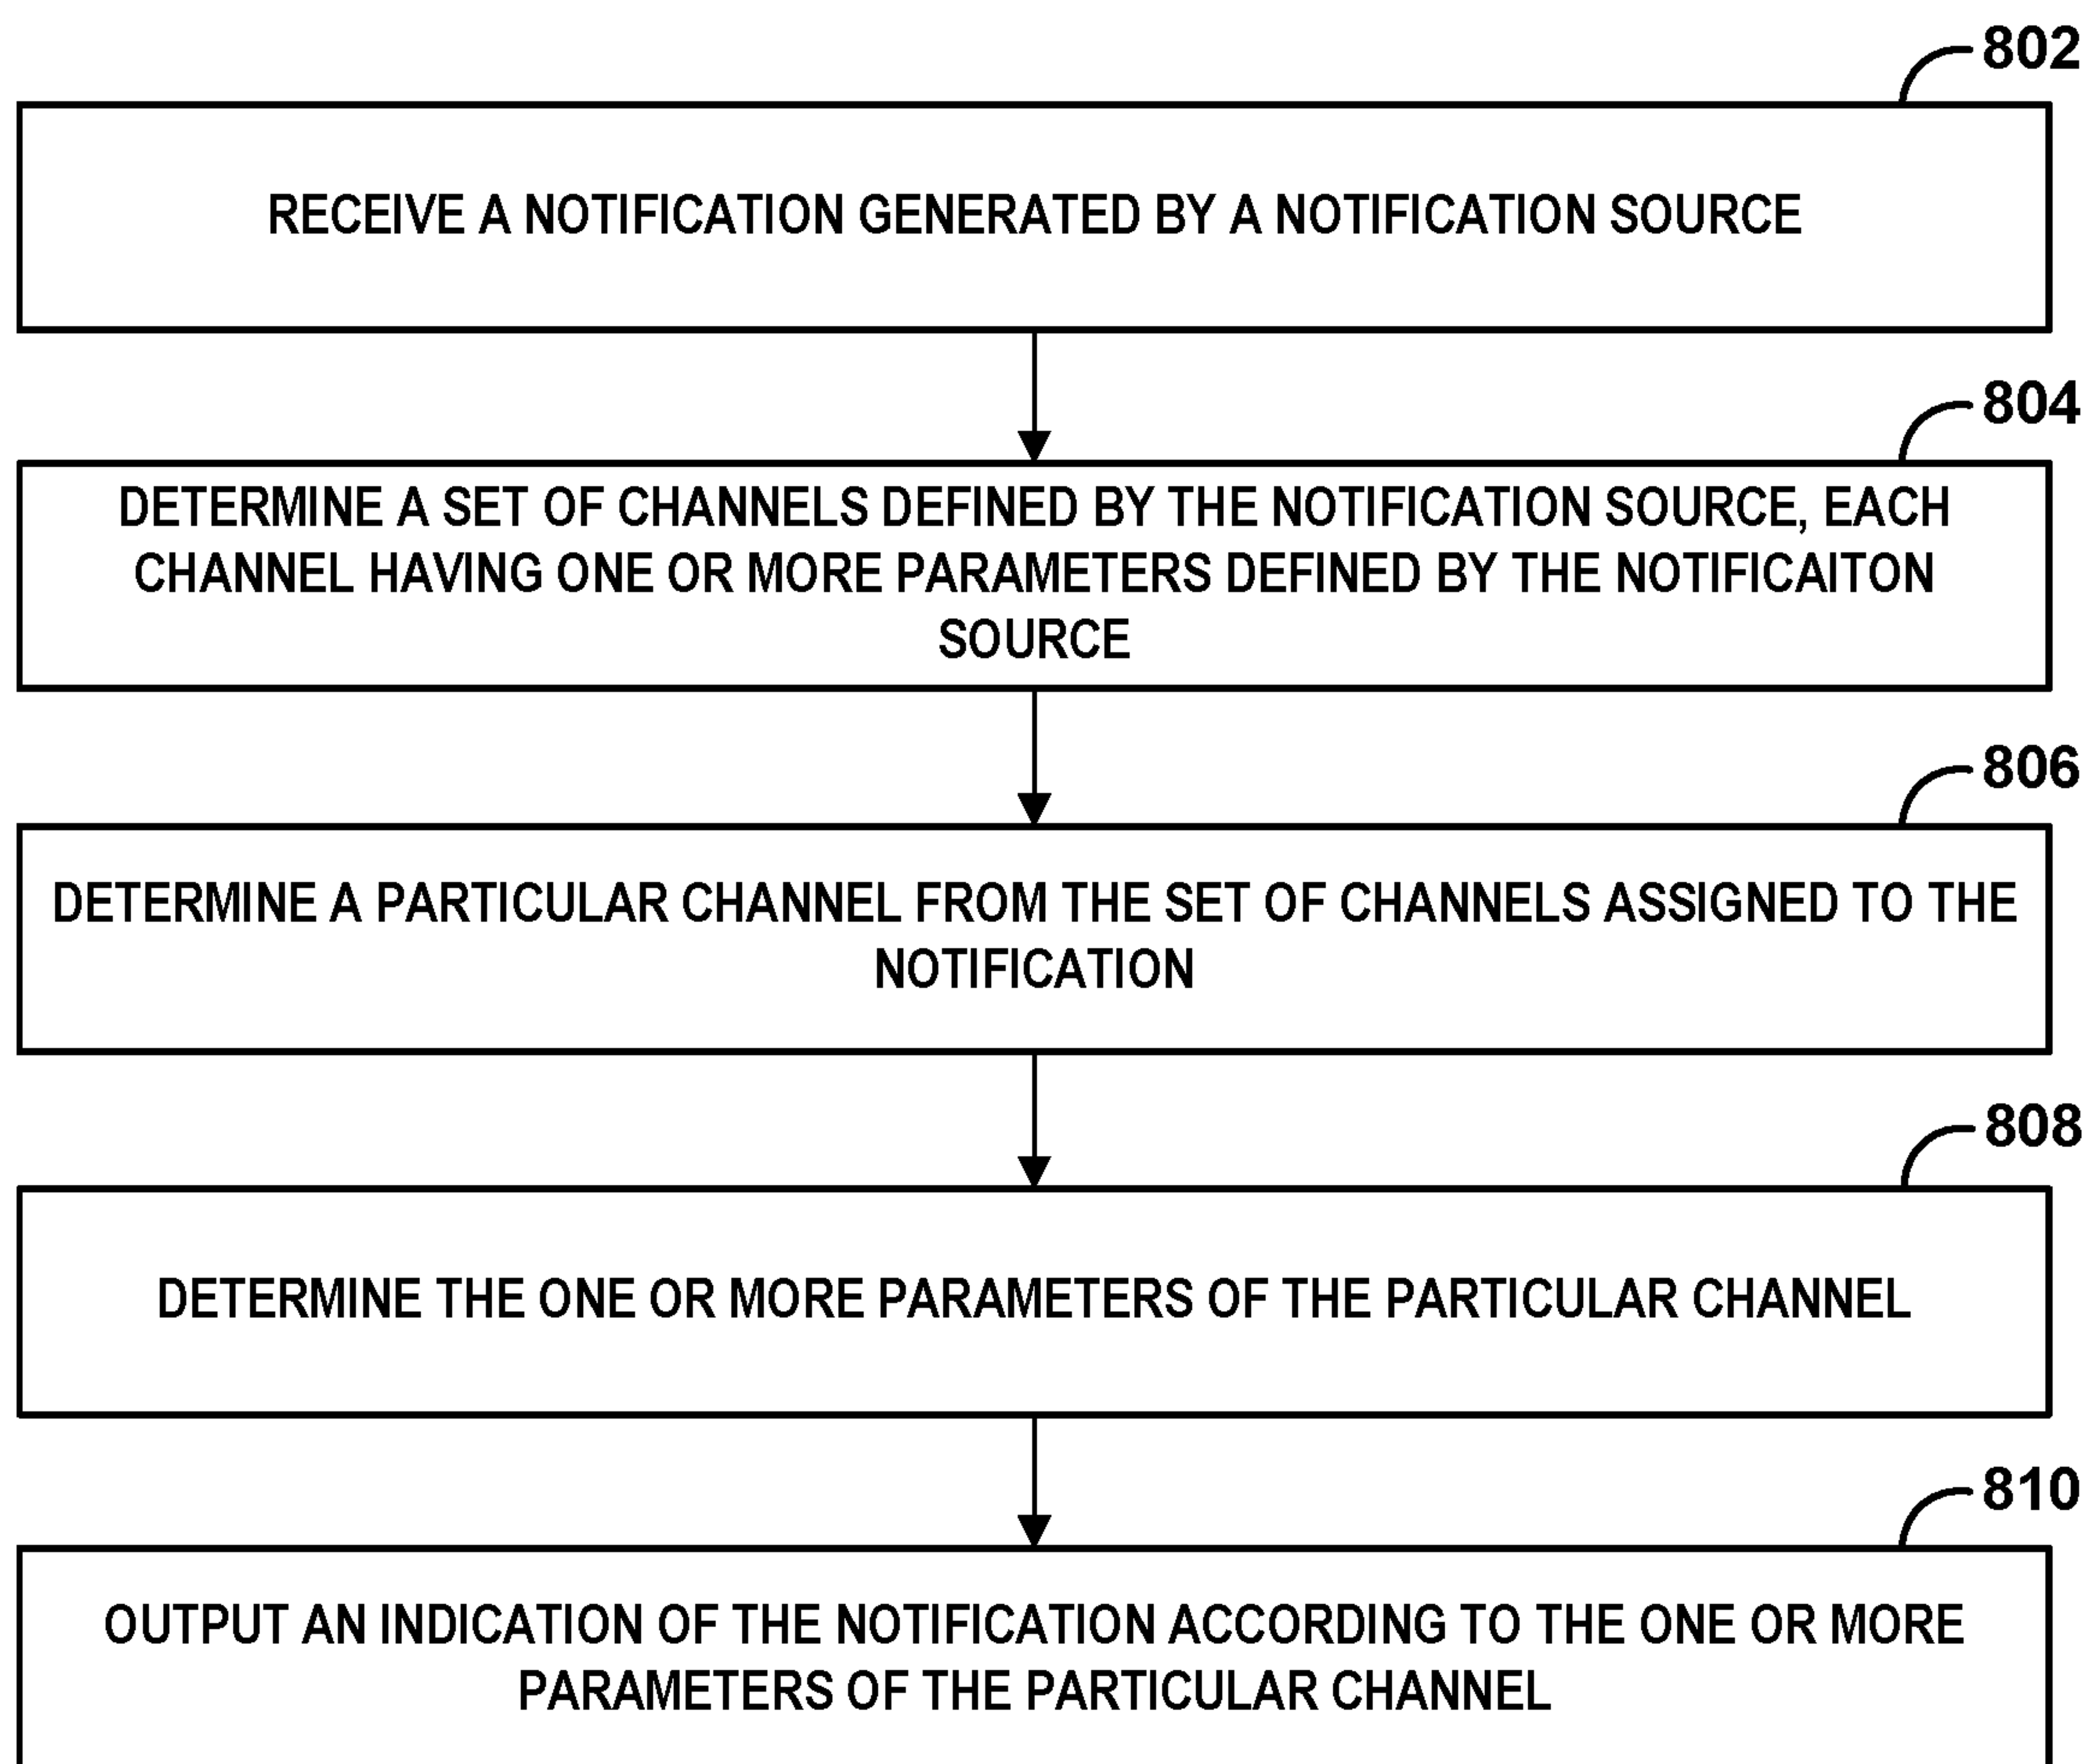 802
RECEIVE A NOTIFICATION GENERATED BY A NOTIFICATION SOURCE
804
DETERMINE A SET OF CHANNELS DEFINED BY THE NOTIFICATION SOURCE, EACH
CHANNEL HAVING ONE OR MORE PARAMETERS DEFINED BY THE NOTIFICAITON
SOURCE
806
DETERMINE A PARTICULAR CHANNEL FROM THE SET OF CHANNELS ASSIGNED TO THE
NOTIFICATION
808
DETERMINE THE ONE OR MORE PARAMETERS OF THE PARTICULAR CHANNEL
810
OUTPUT AN INDICATION OF THE NOTIFICATION ACCORDING TO THE ONE OR MORE
PARAMETERS OF THE PARTICULAR CHANNEL